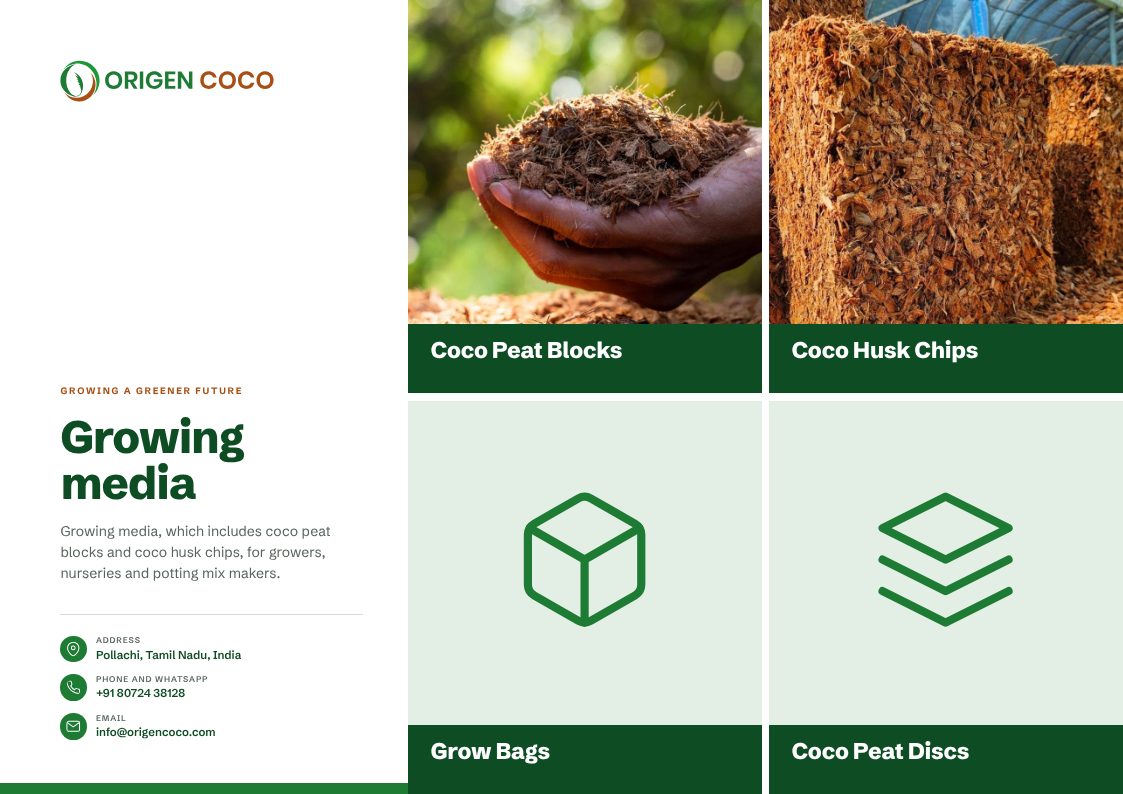 ORIGEN COCO
GROWING A GREENER FUTURE
Growing
media
Growing media, which includes coco peat
blocks and coco husk chips, for growers,
nurseries and potting mix makers.
ADDRESS
Pollachi, Tamil Nadu, India
PHONE AND WHATSAPP
+91 80724 38128
EMAIL
info@origencoco.com
Coco Peat Blocks
Coco Husk Chips
Grow Bags
Coco Peat Discs